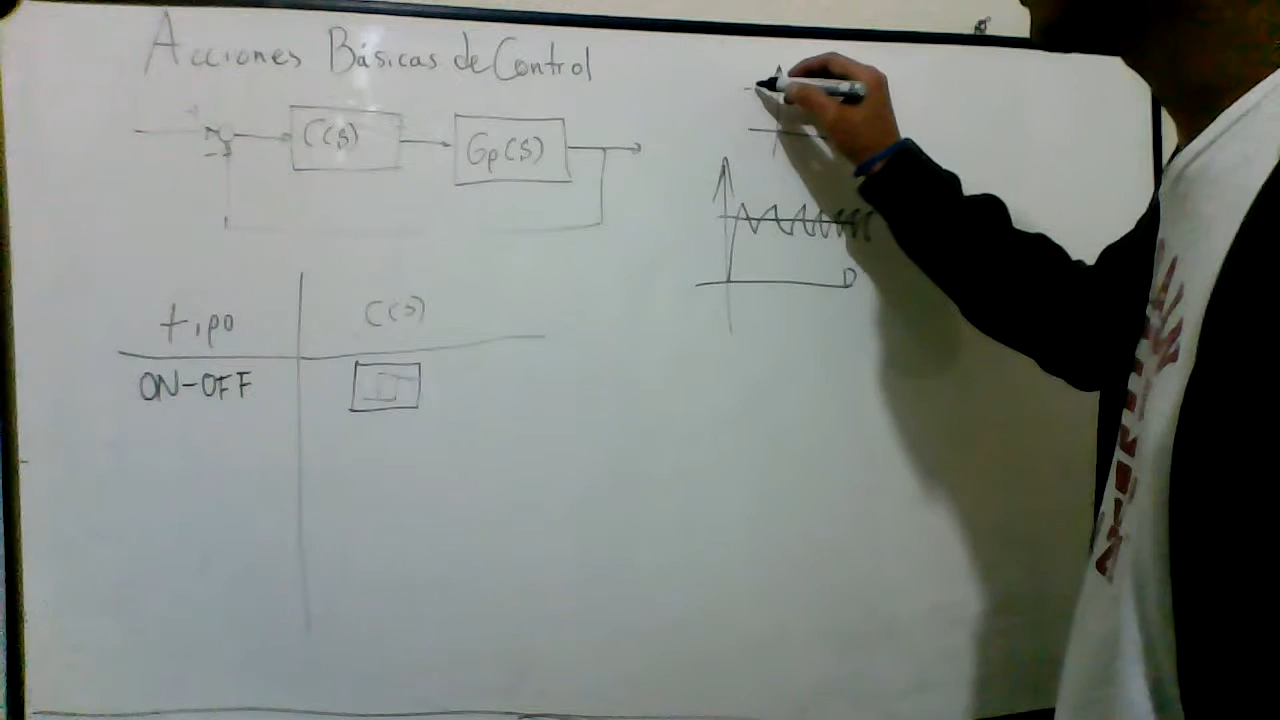 Acciones Básicas de Control
+
C(s)
Gp(s)
-
tipo
C(s)
ON-OFF